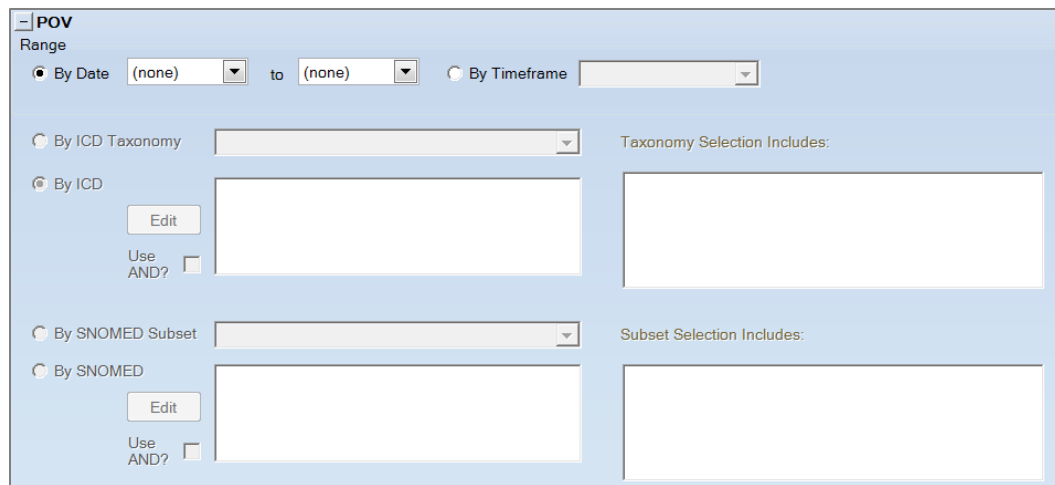 POV
Range
By Date (none) to (none) By Timeframe
By ICD Taxonomy Taxonomy Selection Includes:
By ICD
Edit
Use
AND?
By SNOMED Subset Subset Selection Includes:
By SNOMED
Edit
Use
AND?